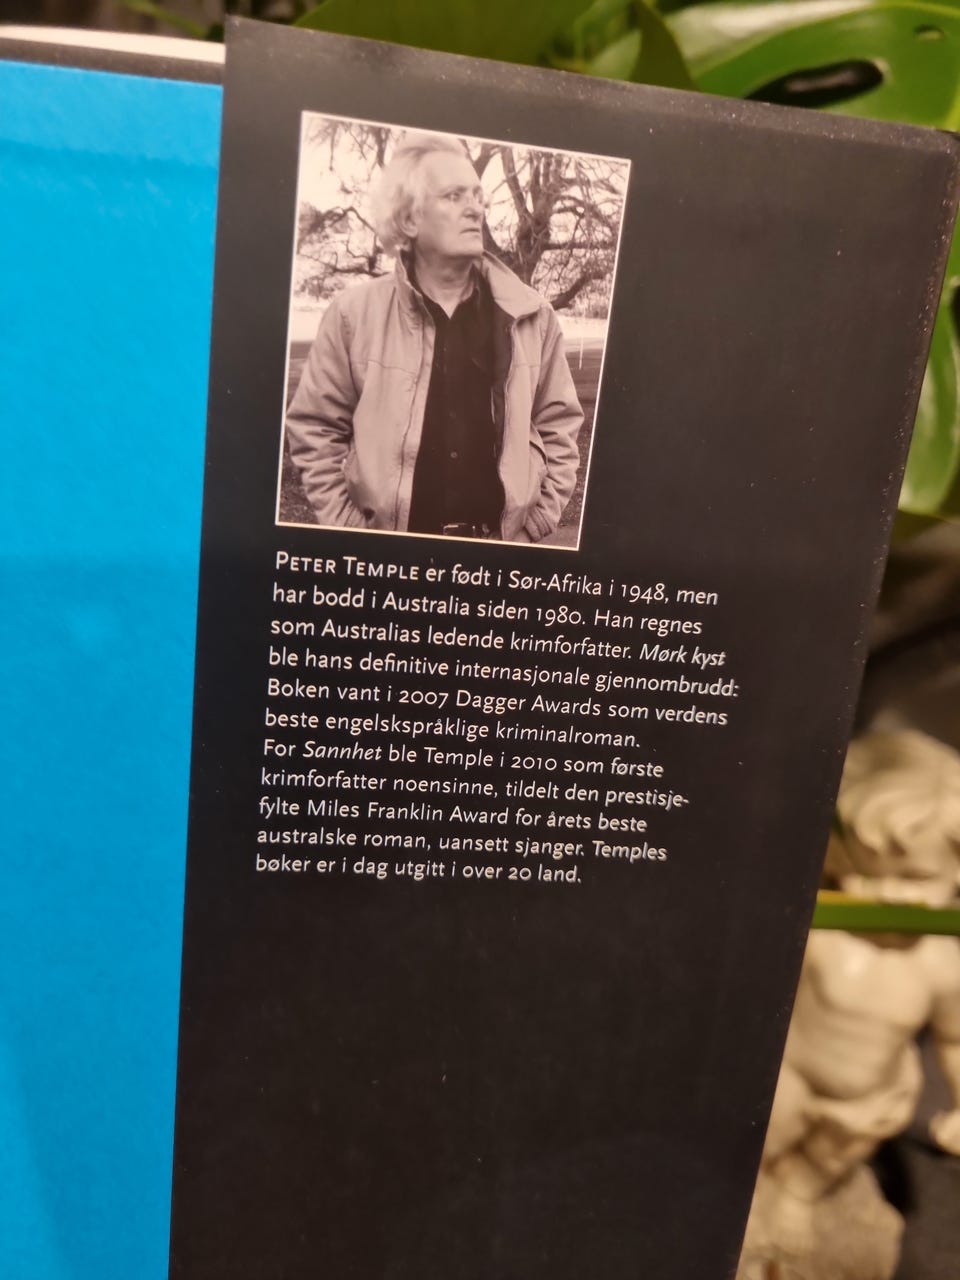 PETER TEMPLE er født i Sør-Afrika i 1948, men
har bodd i Australia siden 1980. Han regnes
som Australias ledende krimforfatter. Mørk kyst
ble hans definitive internasjonale gjennombrudd:
Boken vant i 2007 Dagger Awards som verdens
beste engelskspråklige kriminalroman.
For Sannhet ble Temple i 2010 som første
krimforfatter noensinne, tildelt den prestisje-
fylte Miles Franklin Award for årets beste
australske roman, uansett sjanger. Temples
bøker er i dag utgitt i over 20 land.